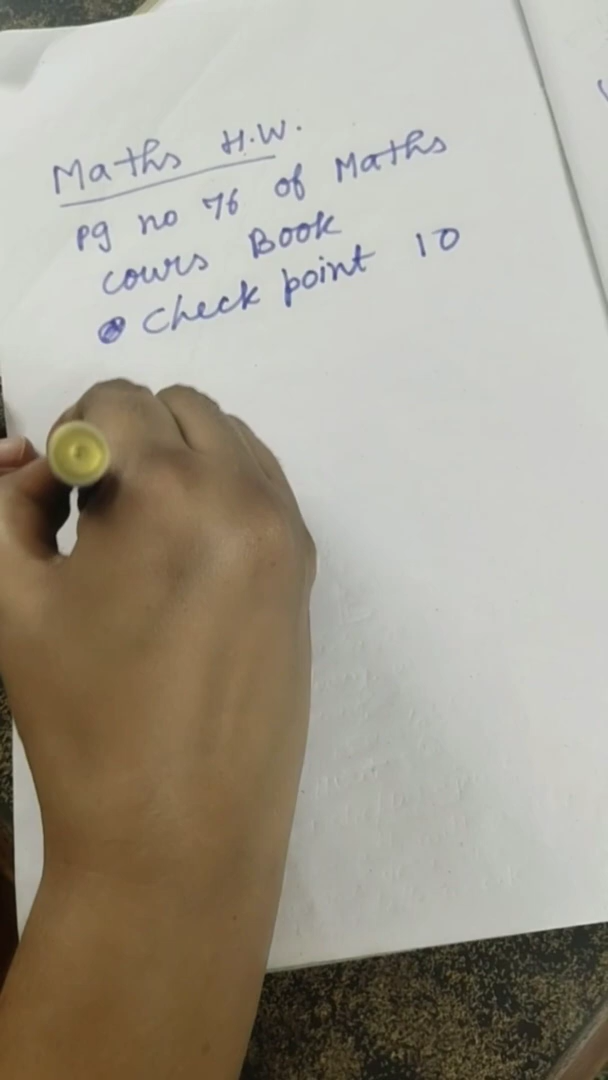 Maths H.W.
Pg no 76 of Maths
cours Book
Check point 10